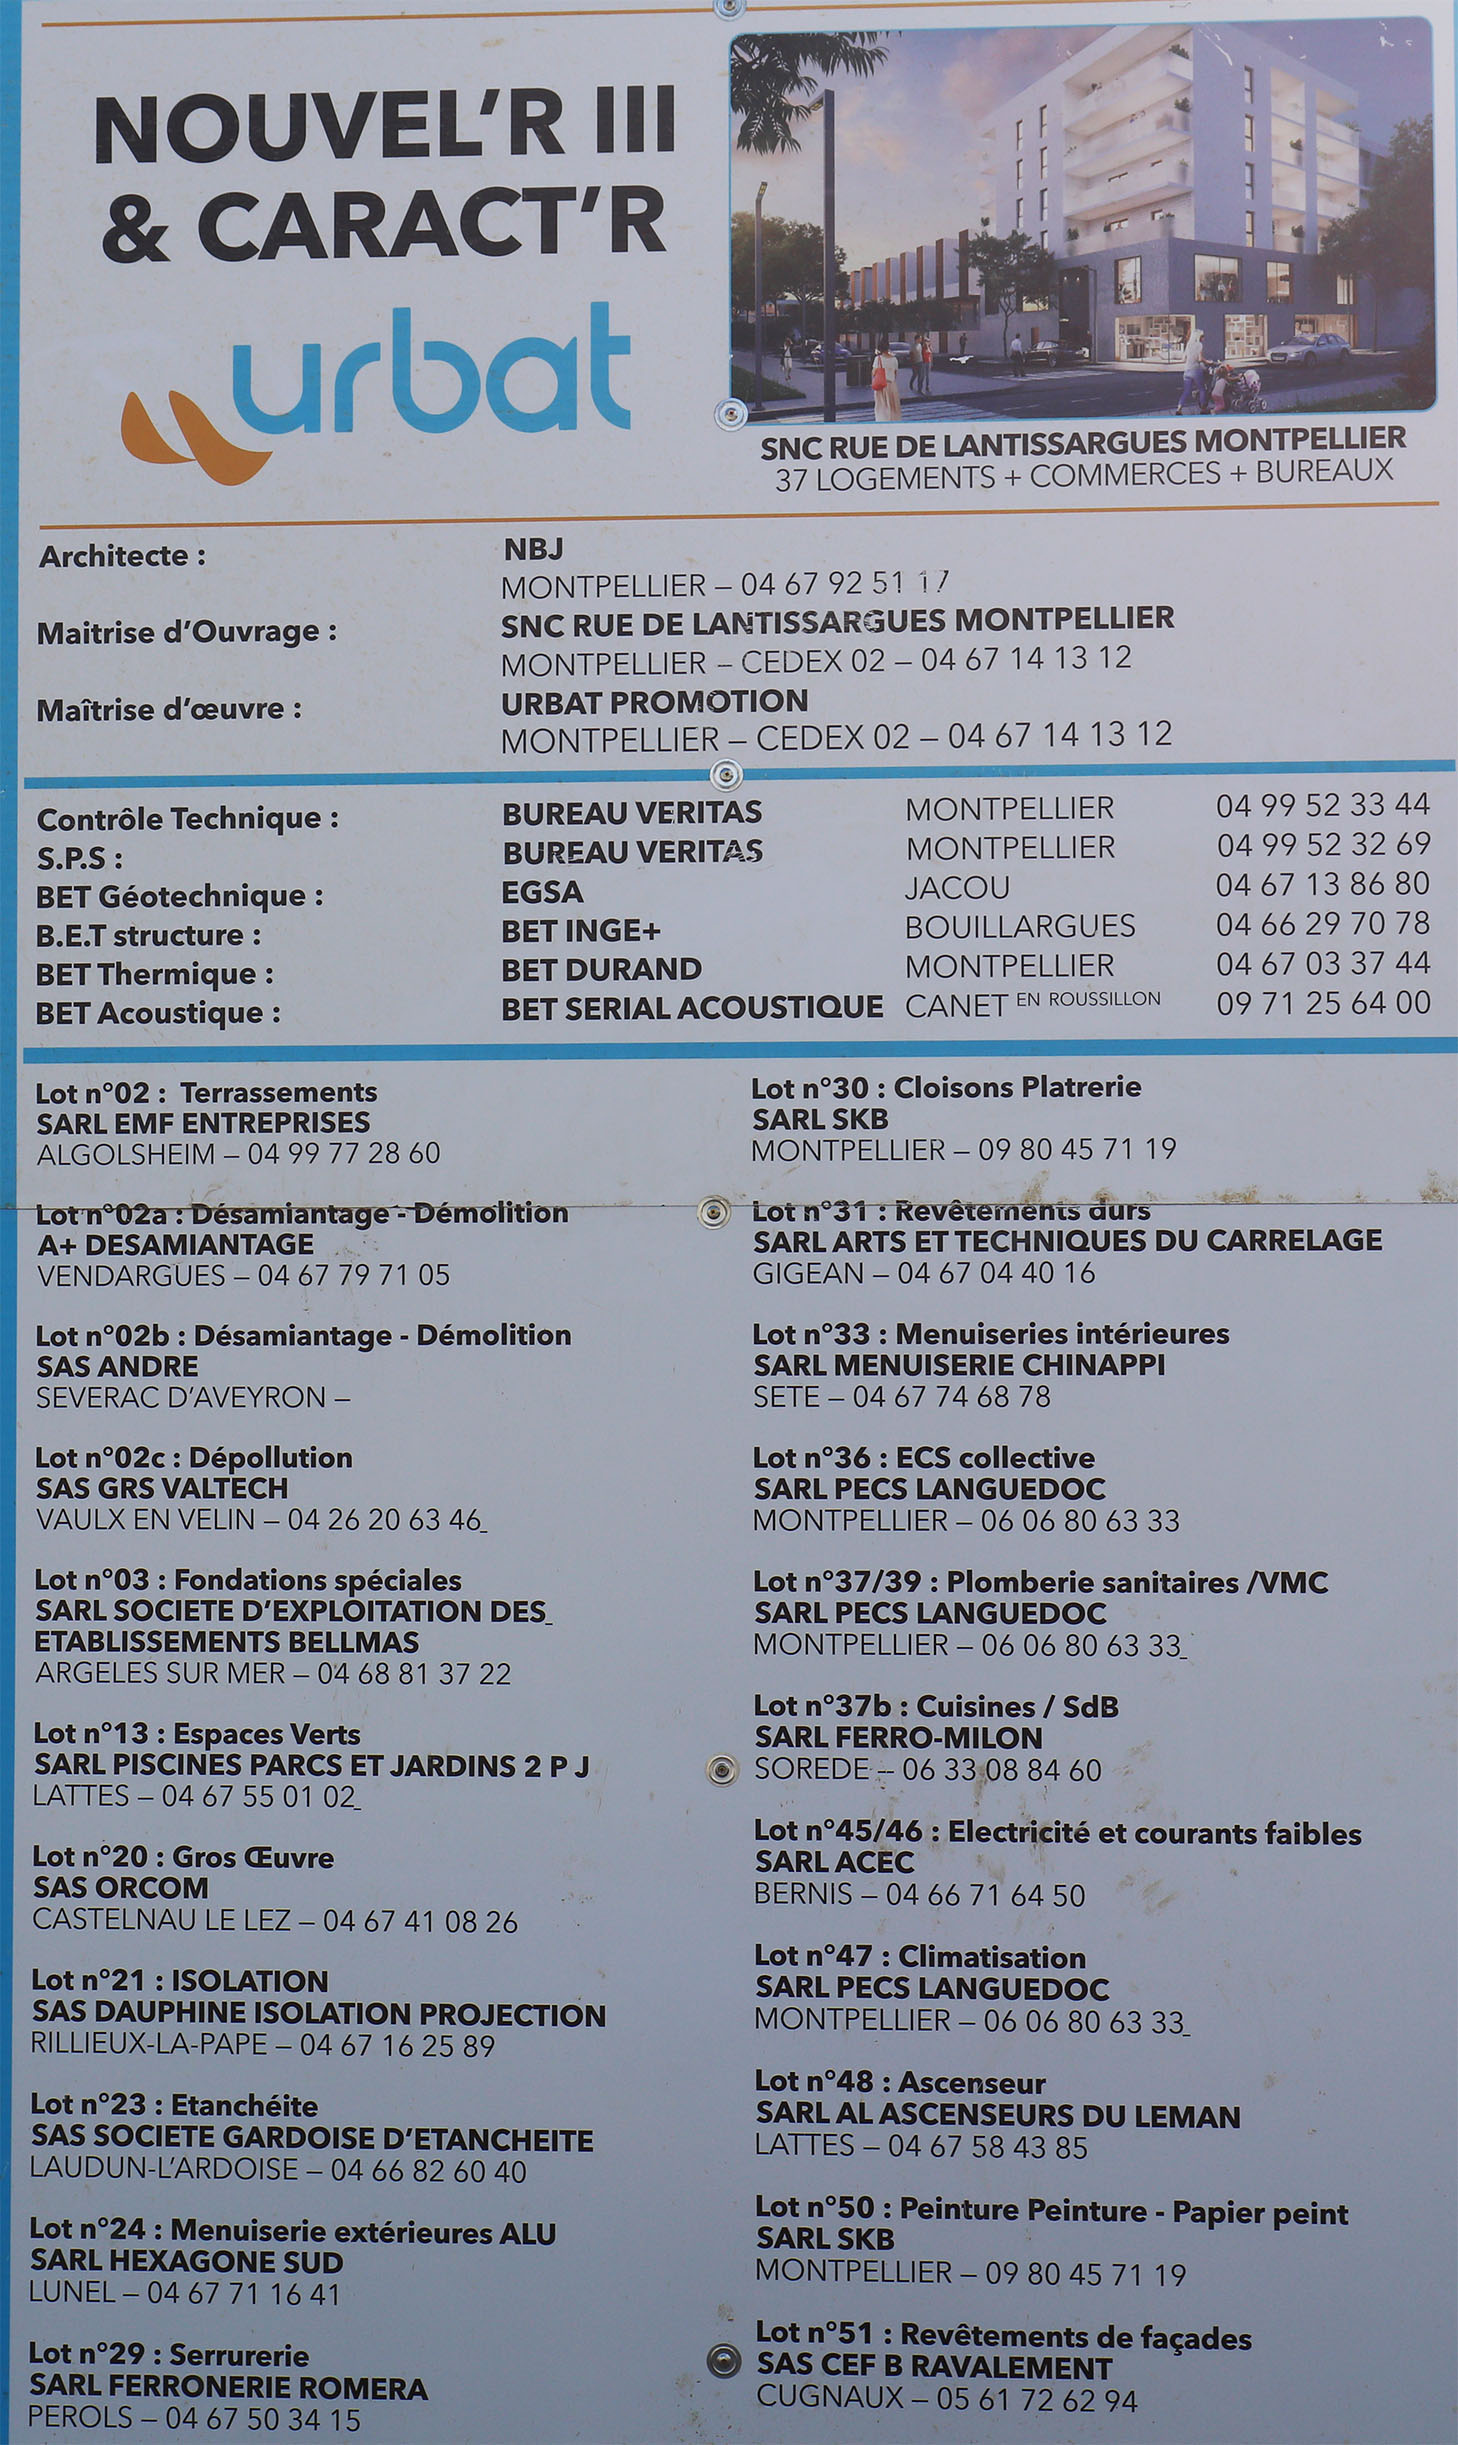 NOUVEL'R III
& CARACT'R
urbat
SNC RUE DE LANTISSARGUES MONTPELLIER
37 LOGEMENTS + COMMERCES + BUREAUX
Architecte : NBJ
MONTPELLIER – 04 67 92 51 17
Maitrise d'Ouvrage : SNC RUE DE LANTISSARGUES MONTPELLIER
MONTPELLIER – CEDEX 02 – 04 67 14 13 12
Maîtrise d'œuvre : URBAT PROMOTION
MONTPELLIER – CEDEX 02 – 04 67 14 13 12
Contrôle Technique : BUREAU VERITAS MONTPELLIER 04 99 52 33 44
S.P.S : BUREAU VERITAS MONTPELLIER 04 99 52 32 69
BET Géotechnique : EGSA JACOU 04 67 13 86 80
B.E.T structure : BET INGE+ BOUILLARGUES 04 66 29 70 78
BET Thermique : BET DURAND MONTPELLIER 04 67 03 37 44
BET Acoustique : BET SERIAL ACOUSTIQUE CANET EN ROUSSILLON 09 71 25 64 00
Lot n°02 : Terrassements
SARL EMF ENTREPRISES
ALGOLSHEIM – 04 99 77 28 60
Lot n°02a : Désamiantage - Démolition
A+ DESAMIANTAGE
VENDARGUES – 04 67 79 71 05
Lot n°02b : Désamiantage - Démolition
SAS ANDRE
SEVERAC D'AVEYRON –
Lot n°02c : Dépollution
SAS GRS VALTECH
VAULX EN VELIN – 04 26 20 63 46_
Lot n°03 : Fondations spéciales
SARL SOCIETE D'EXPLOITATION DES_
ETABLISSEMENTS BELLMAS
ARGELES SUR MER – 04 68 81 37 22
Lot n°13 : Espaces Verts
SARL PISCINES PARCS ET JARDINS 2 P J
LATTES – 04 67 55 01 02_
Lot n°20 : Gros Œuvre
SAS ORCOM
CASTELNAU LE LEZ – 04 67 41 08 26
Lot n°21 : ISOLATION
SAS DAUPHINE ISOLATION PROJECTION
RILLIEUX-LA-PAPE – 04 67 16 25 89
Lot n°23 : Etanchéite
SAS SOCIETE GARDOISE D'ETANCHEITE
LAUDUN-L'ARDOISE – 04 66 82 60 40
Lot n°24 : Menuiserie extérieures ALU
SARL HEXAGONE SUD
LUNEL – 04 67 71 16 41
Lot n°29 : Serrurerie
SARL FERRONERIE ROMERA
PEROLS – 04 67 50 34 15
Lot n°30 : Cloisons Platrerie
SARL SKB
MONTPELLIER – 09 80 45 71 19
Lot n°31 : Revêtements durs
SARL ARTS ET TECHNIQUES DU CARRELAGE
GIGEAN – 04 67 04 40 16
Lot n°33 : Menuiseries intérieures
SARL MENUISERIE CHINAPPI
SETE – 04 67 74 68 78
Lot n°36 : ECS collective
SARL PECS LANGUEDOC
MONTPELLIER – 06 06 80 63 33
Lot n°37/39 : Plomberie sanitaires /VMC
SARL PECS LANGUEDOC
MONTPELLIER – 06 06 80 63 33_
Lot n°37b : Cuisines / SdB
SARL FERRO-MILON
SOREDE – 06 33 08 84 60
Lot n°45/46 : Electricité et courants faibles
SARL ACEC
BERNIS – 04 66 71 64 50
Lot n°47 : Climatisation
SARL PECS LANGUEDOC
MONTPELLIER – 06 06 80 63 33_
Lot n°48 : Ascenseur
SARL AL ASCENSEURS DU LEMAN
LATTES – 04 67 58 43 85
Lot n°50 : Peinture Peinture - Papier peint
SARL SKB
MONTPELLIER – 09 80 45 71 19
Lot n°51 : Revêtements de façades
SAS CEF B RAVALEMENT
CUGNAUX – 05 61 72 62 94